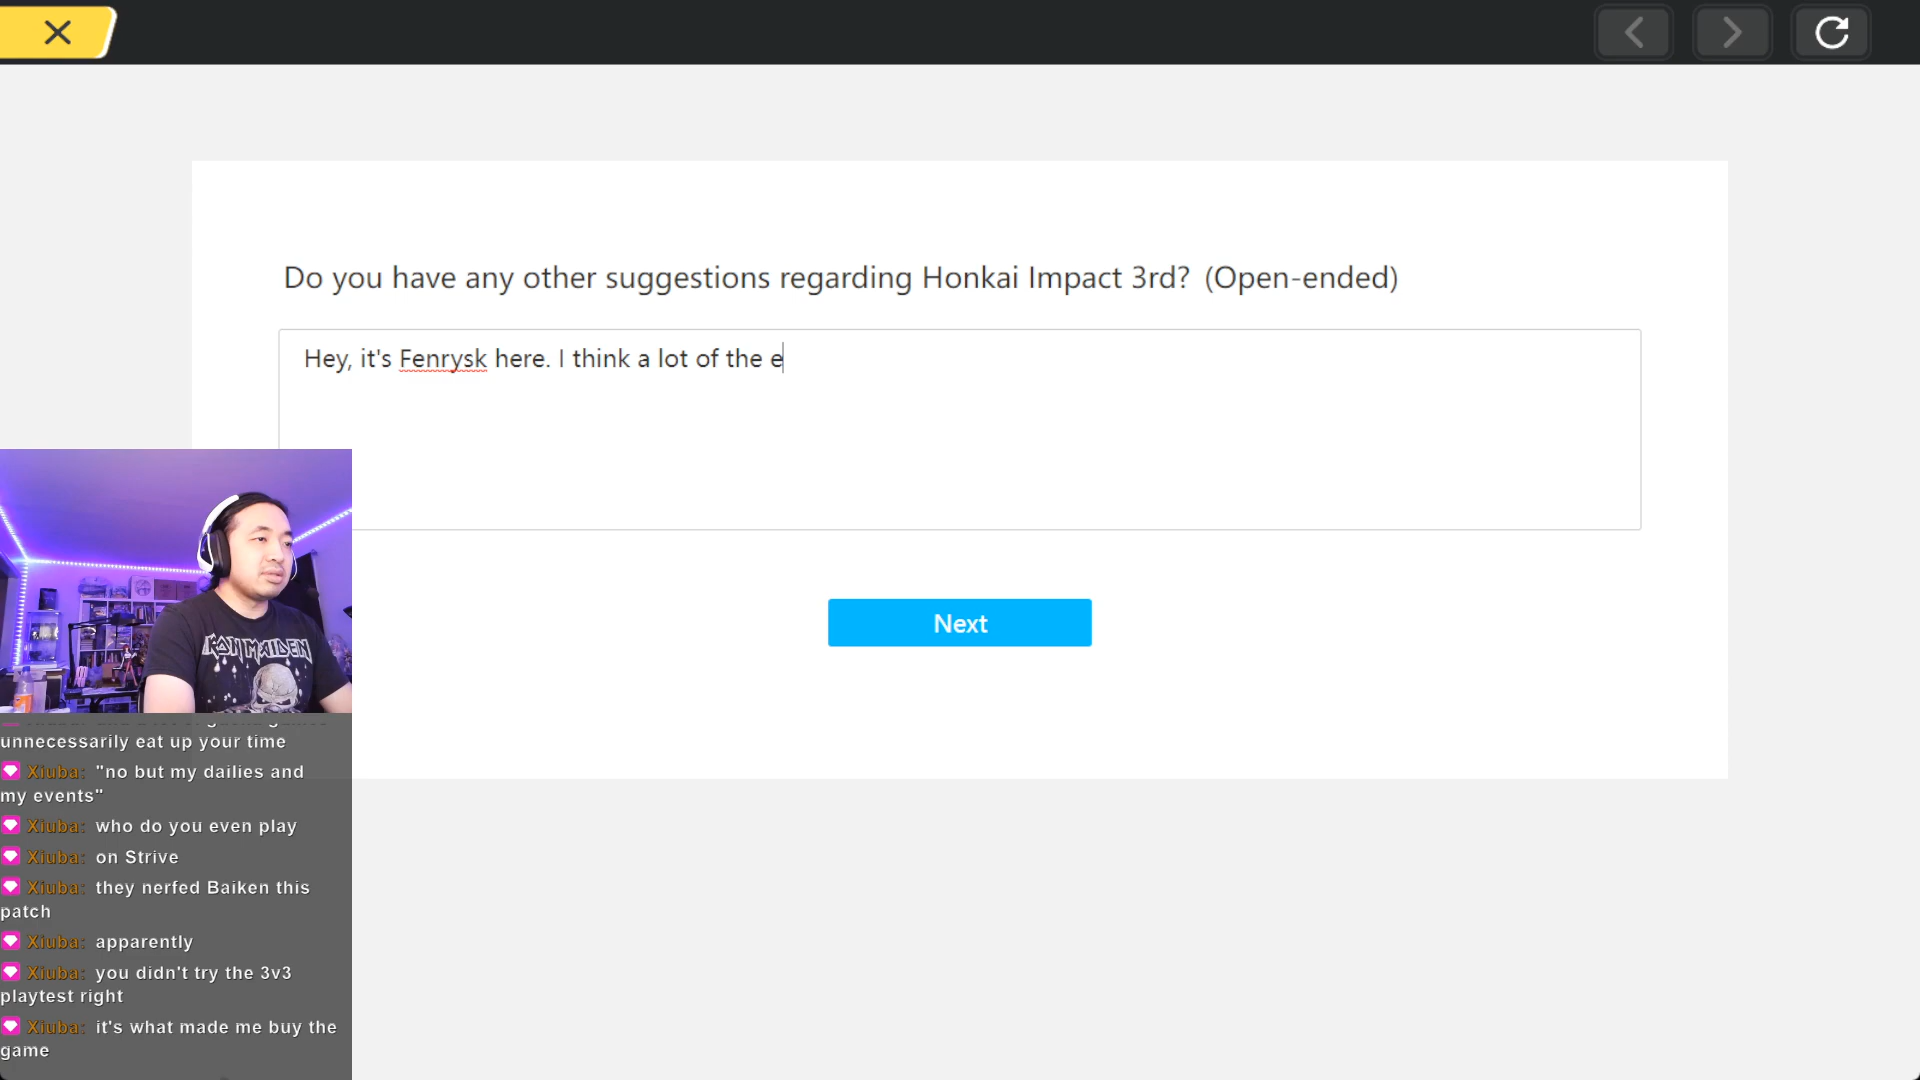 Do you have any other suggestions regarding Honkai Impact 3rd? (Open-ended)
Hey, it's Fenrysk here. I think a lot of the e
Next
IRON MAIDEN
unnecessarily eat up your time
Xiuba: "no but my dailies and
my events"
Xiuba: who do you even play
Xiuba: on Strive
Xiuba: they nerfed Baiken this
patch
Xiuba: apparently
Xiuba: you didn't try the 3v3
playtest right
Xiuba: it's what made me buy the
game